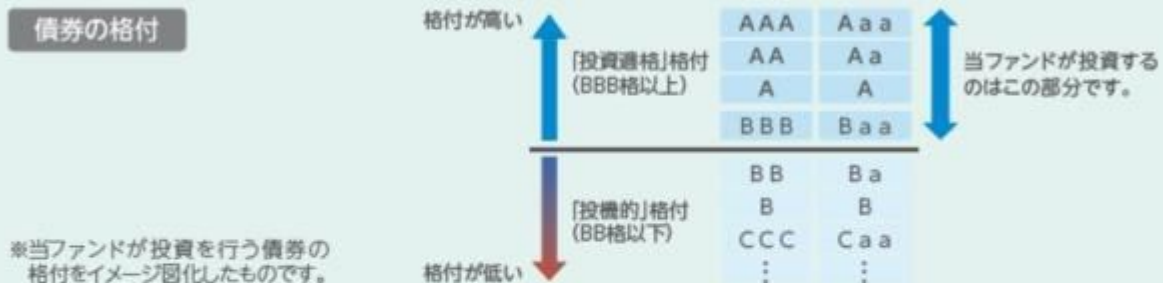 債券の格付
格付が高い
「投資適格」格付
(BBB格以上)
AAA Aaa
AA Aa
A A
BBB Baa
当ファンドが投資する
のはこの部分です。
「投機的」格付
(BB格以下)
BB Ba
B B
CCC Caa
⋮ ⋮
格付が低い
※当ファンドが投資を行う債券の
格付をイメージ図化したものです。